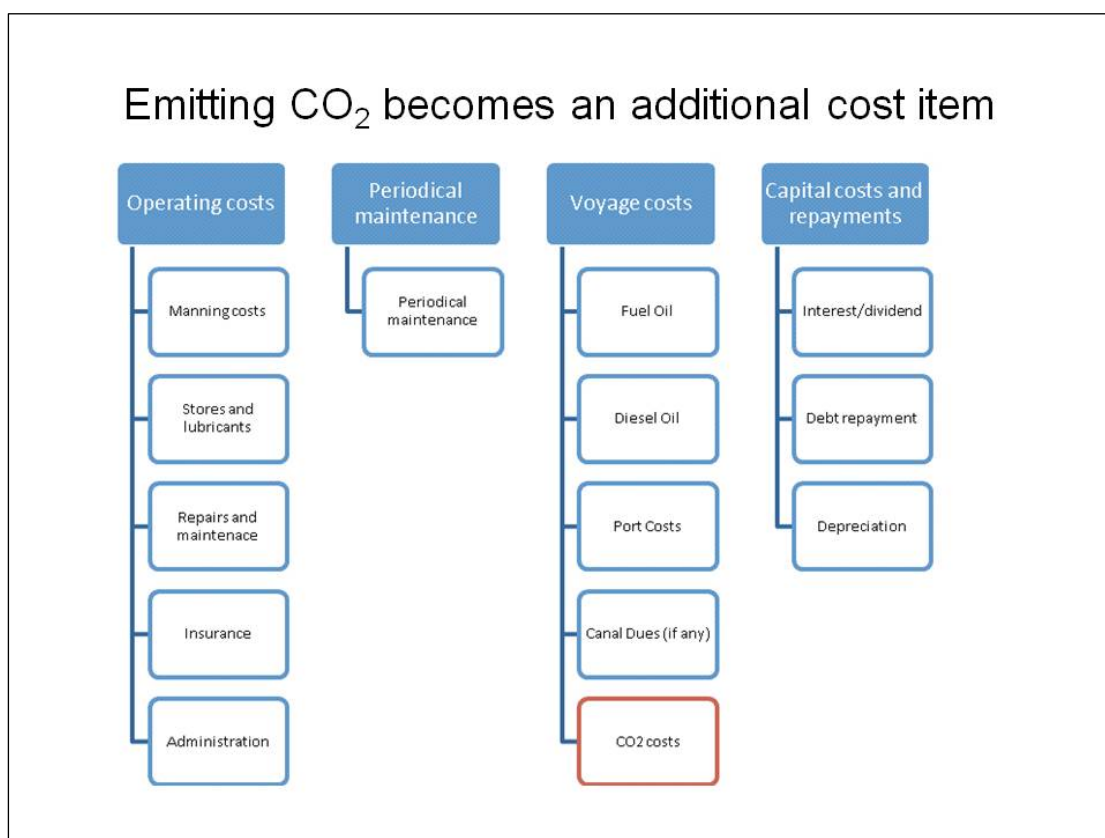 Emitting CO₂ becomes an additional cost item
Operating costs
Manning costs
Stores and
lubricants
Repairs and
maintenace
Insurance
Administration
Periodical
maintenance
Periodical
maintenance
Voyage costs
Fuel Oil
Diesel Oil
Port Costs
Canal Dues (if any)
CO2 costs
Capital costs and
repayments
Interest/dividend
Debt repayment
Depreciation